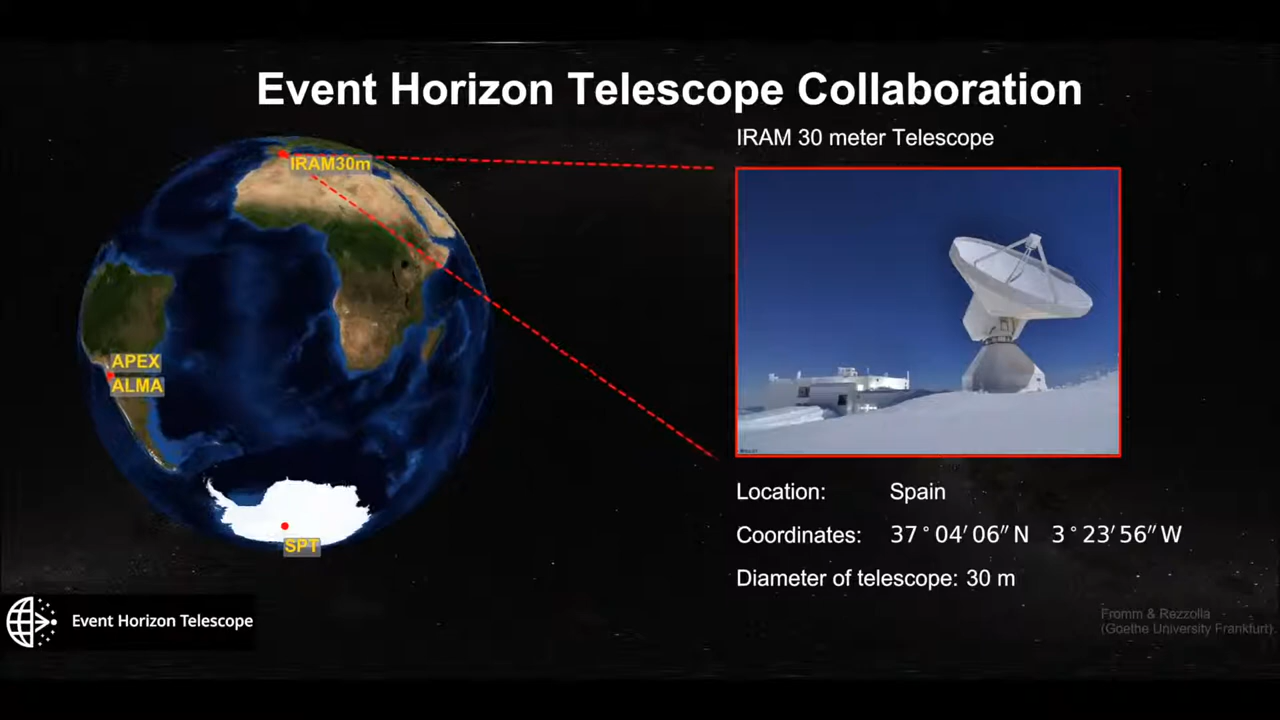 Event Horizon Telescope Collaboration
IRAM 30 meter Telescope
IRAM30m
APEX
ALMA
SPT
Location: Spain
Coordinates: 37°04′06″N 3°23′56″W
Diameter of telescope: 30 m
Event Horizon Telescope
Fromm & Rezzolla
(Goethe University Frankfurt)